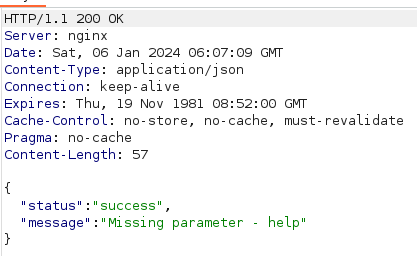 HTTP/1.1 200 OK
Server: nginx
Date: Sat, 06 Jan 2024 06:07:09 GMT
Content-Type: application/json
Connection: keep-alive
Expires: Thu, 19 Nov 1981 08:52:00 GMT
Cache-Control: no-store, no-cache, must-revalidate
Pragma: no-cache
Content-Length: 57

{
  "status":"success",
  "message":"Missing parameter - help"
}